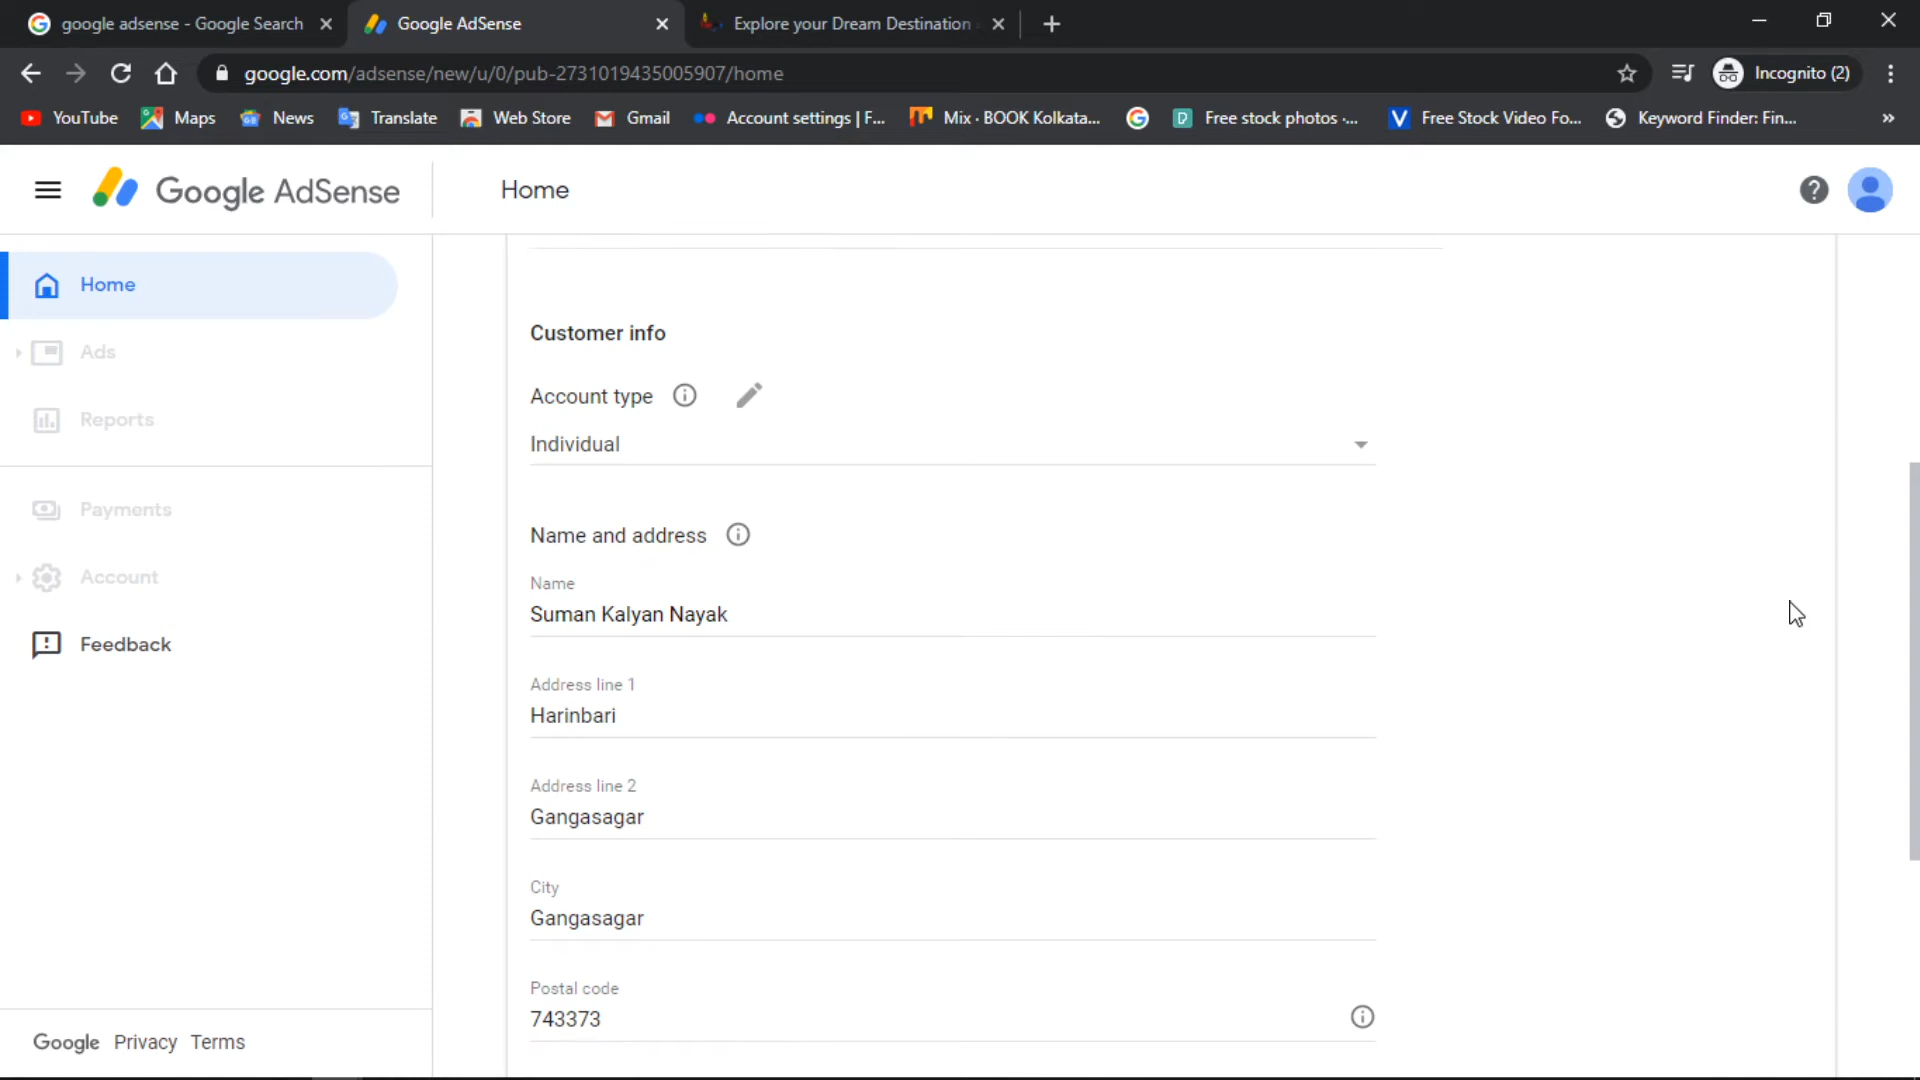 google adsense - Google Search
Google AdSense
Explore your Dream Destination
google.com/adsense/new/u/0/pub-2731019435005907/home
Incognito (2)
YouTube
Maps
News
Translate
Web Store
Gmail
Account settings | F...
Mix · BOOK Kolkata...
Free stock photos ·...
Free Stock Video Fo...
Keyword Finder: Fin...
»
Google AdSense
Home
Home
Ads
Reports
Payments
Account
Feedback
Google Privacy Terms
Customer info
Account type
Individual
Name and address
Name
Suman Kalyan Nayak
Address line 1
Harinbari
Address line 2
Gangasagar
City
Gangasagar
Postal code
743373